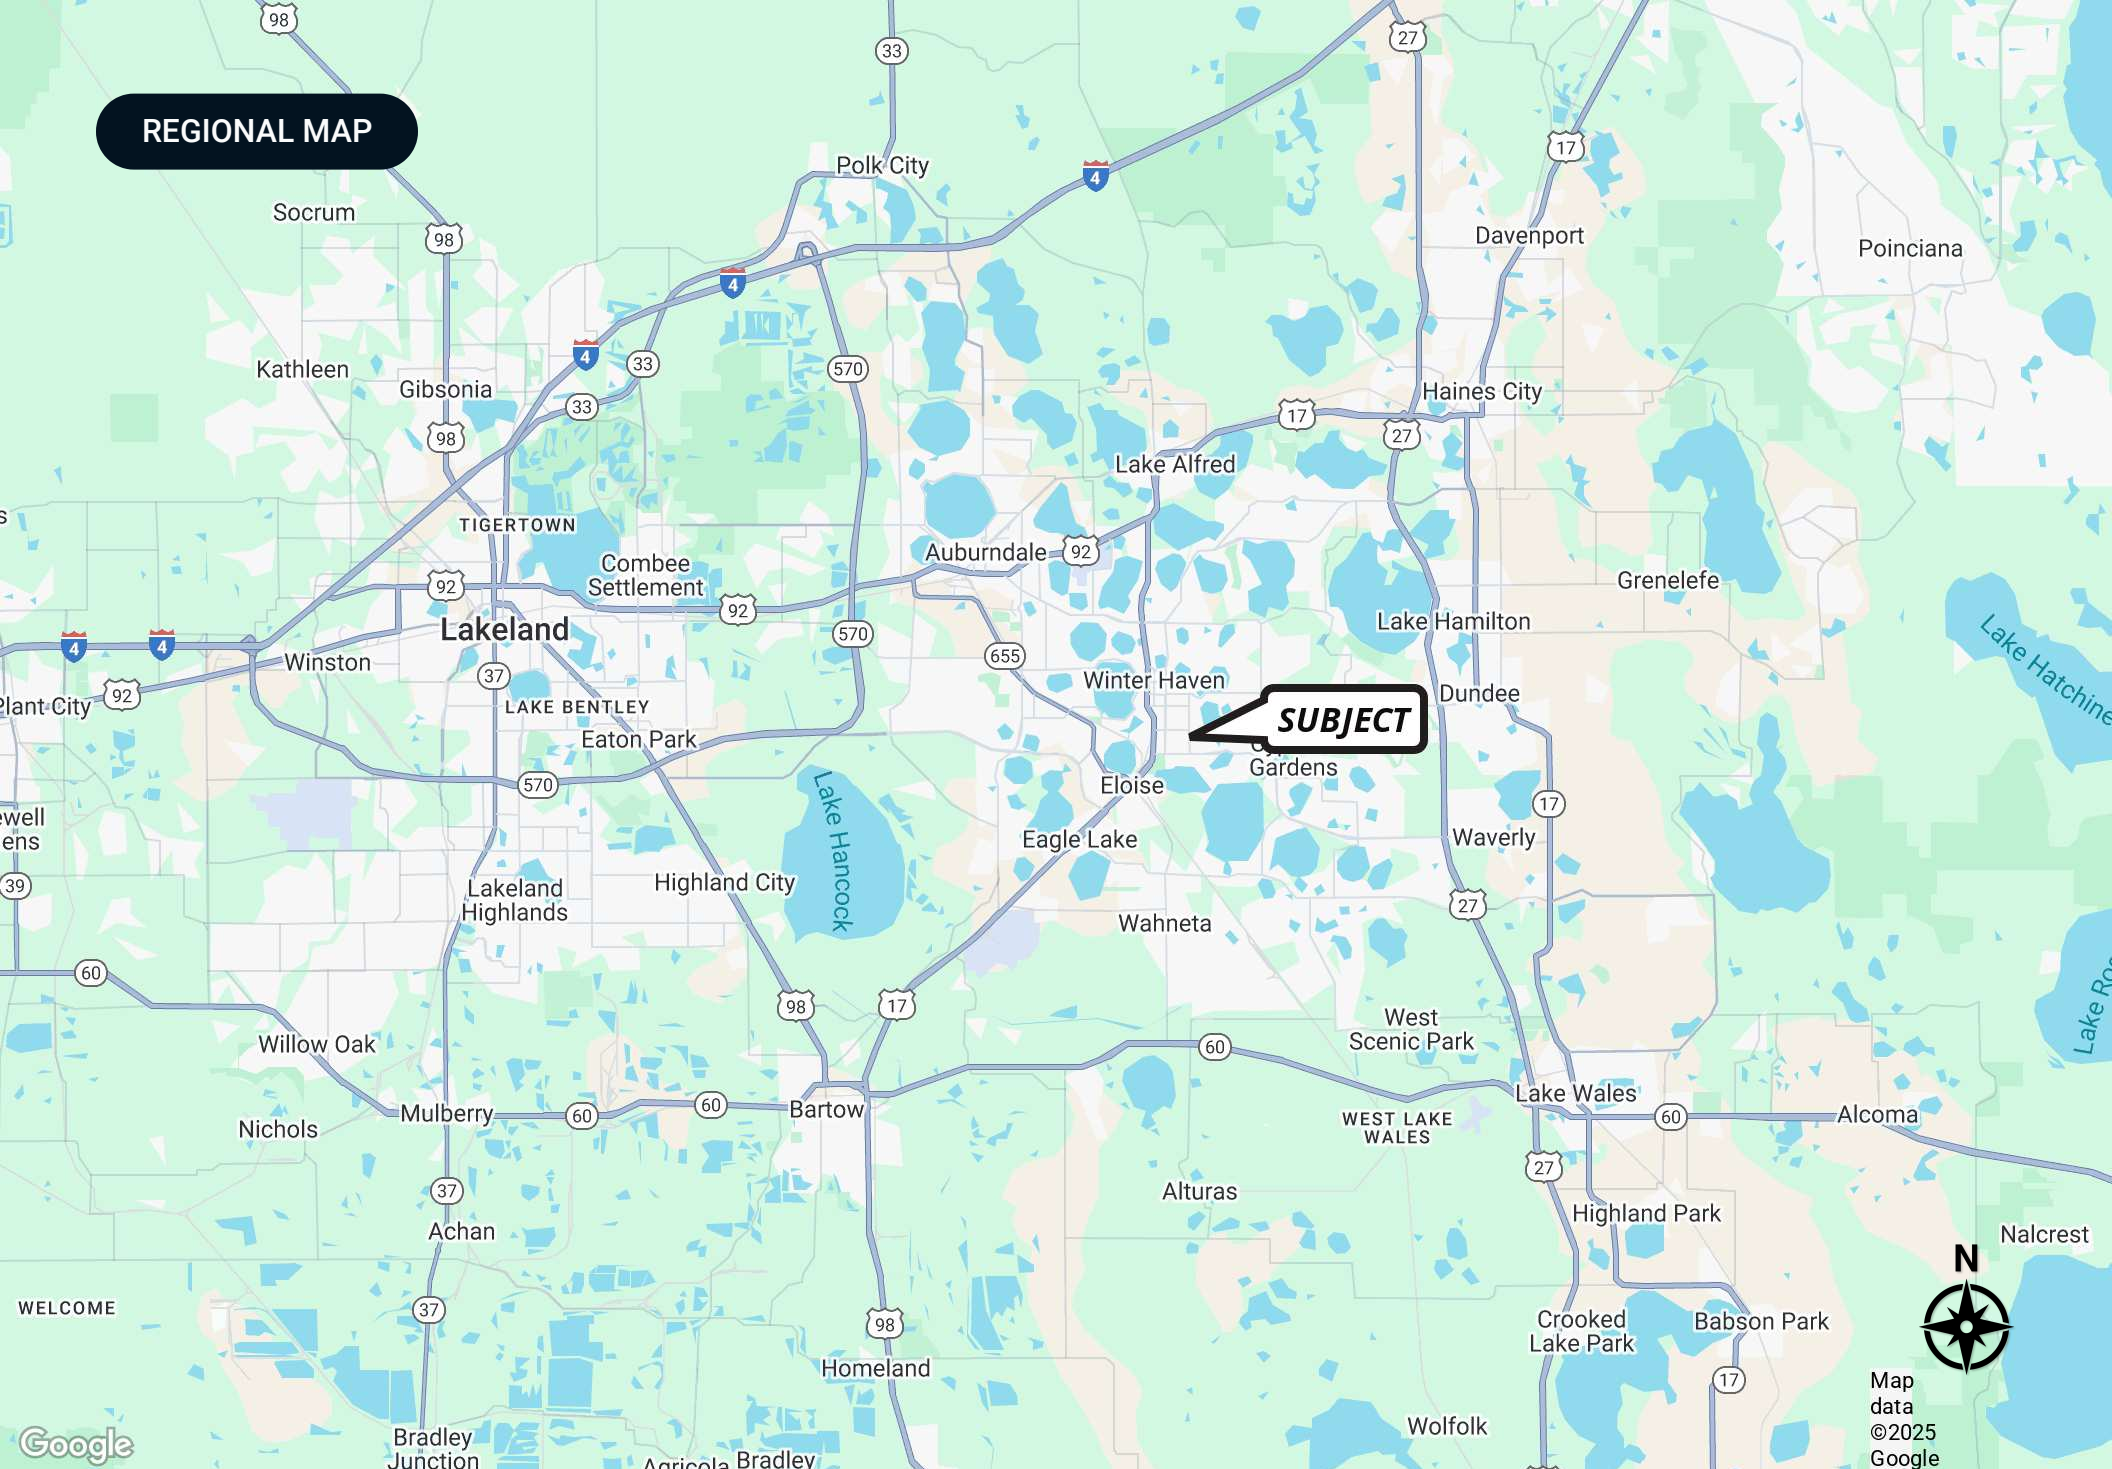 98
33
27
REGIONAL MAP
17
Polk City
4
Socrum
98
Davenport
Poinciana
4
4
33
570
Kathleen
Gibsonia
Haines City
33
17
98
27
Lake Alfred
TIGERTOWN
Auburndale
92
Combee
Settlement
92
Grenelefe
92
Lakeland
Lake Hamilton
570
4
4
655
Winston
37
Winter Haven
Lake Hatchine
92
Plant City
LAKE BENTLEY
Dundee
SUBJECT
Eaton Park
Gardens
570
Eloise
Lake Hancock
17
ewell
ens
Eagle Lake
Waverly
39
Lakeland
Highlands
Highland City
27
Wahneta
60
98
17
Lake Ros
West
Scenic Park
Willow Oak
60
Lake Wales
Mulberry
60
60
Bartow
WEST LAKE
WALES
60
Alcoma
Nichols
27
37
Alturas
Achan
Highland Park
Nalcrest
N
WELCOME
37
98
Crooked
Lake Park
Babson Park
Homeland
17
Map
data
©2025
Google
Wolfolk
Google
Bradley
Junction
Agricola
Bradley